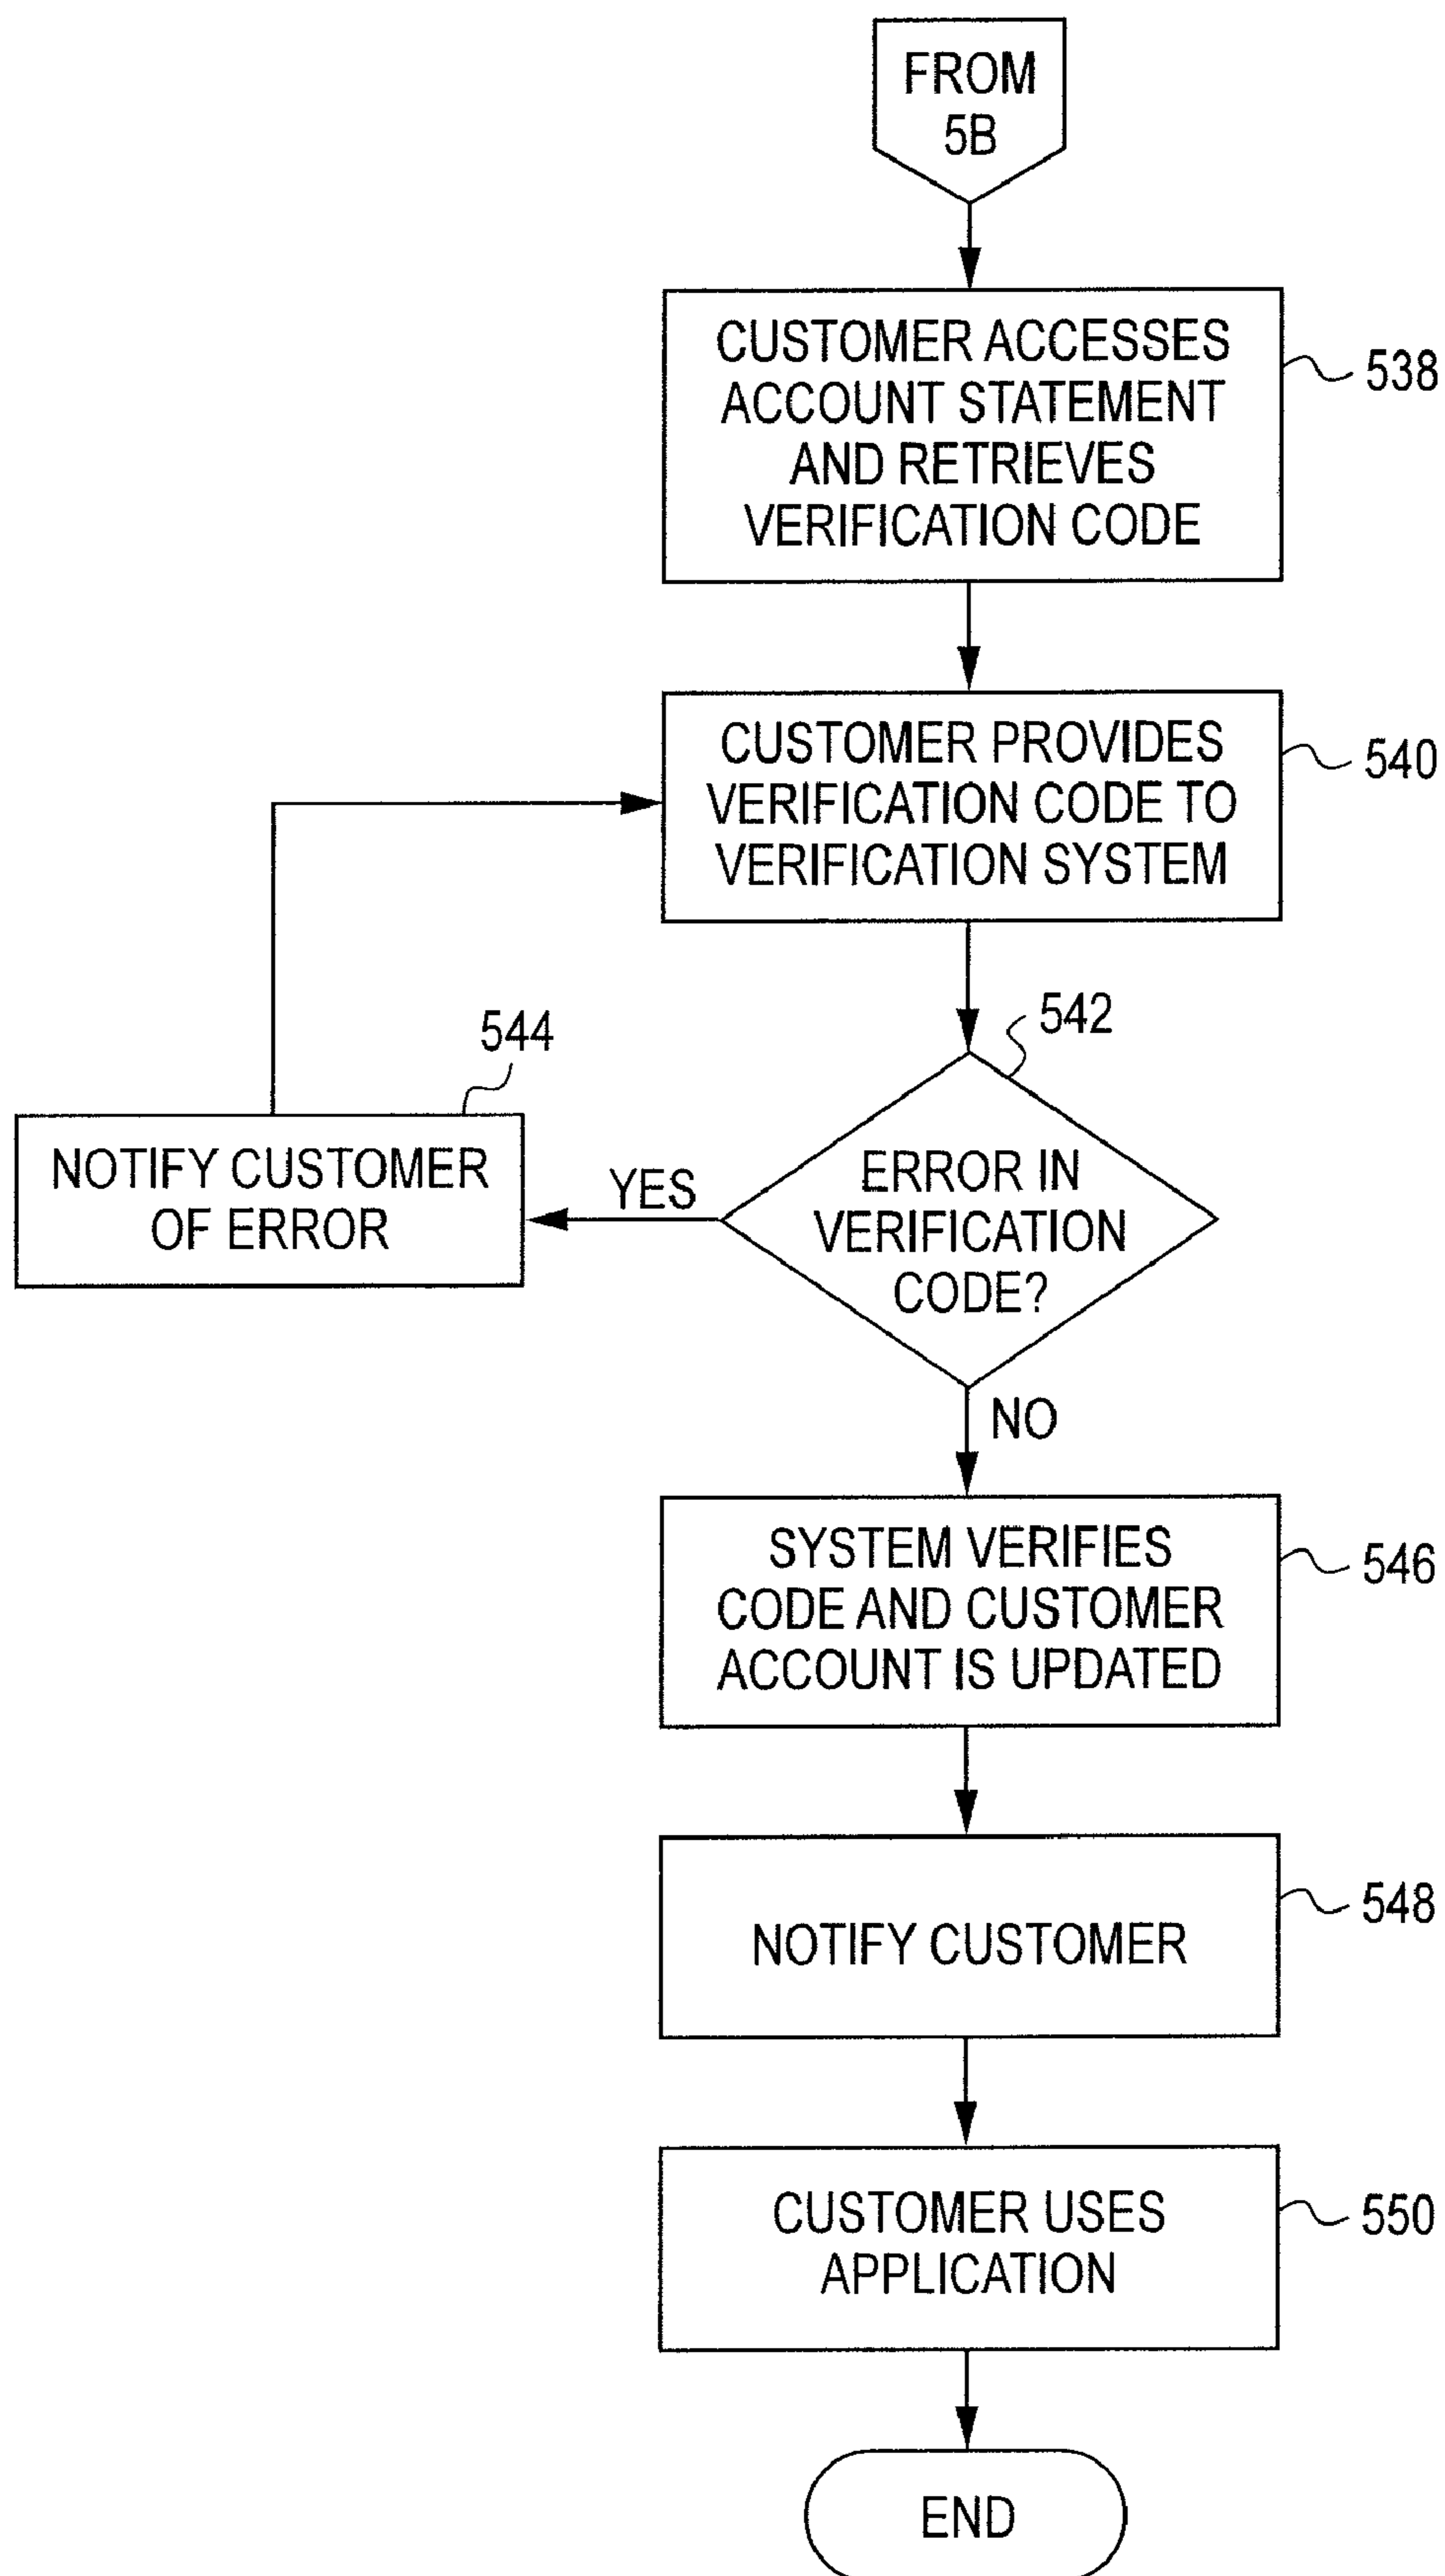 FROM
5B
CUSTOMER ACCESSES
ACCOUNT STATEMENT
AND RETRIEVES
VERIFICATION CODE
538
CUSTOMER PROVIDES
VERIFICATION CODE TO
VERIFICATION SYSTEM
540
542
544
NOTIFY CUSTOMER
OF ERROR
YES
ERROR IN
VERIFICATION
CODE?
NO
SYSTEM VERIFIES
CODE AND CUSTOMER
ACCOUNT IS UPDATED
546
NOTIFY CUSTOMER
548
CUSTOMER USES
APPLICATION
550
END